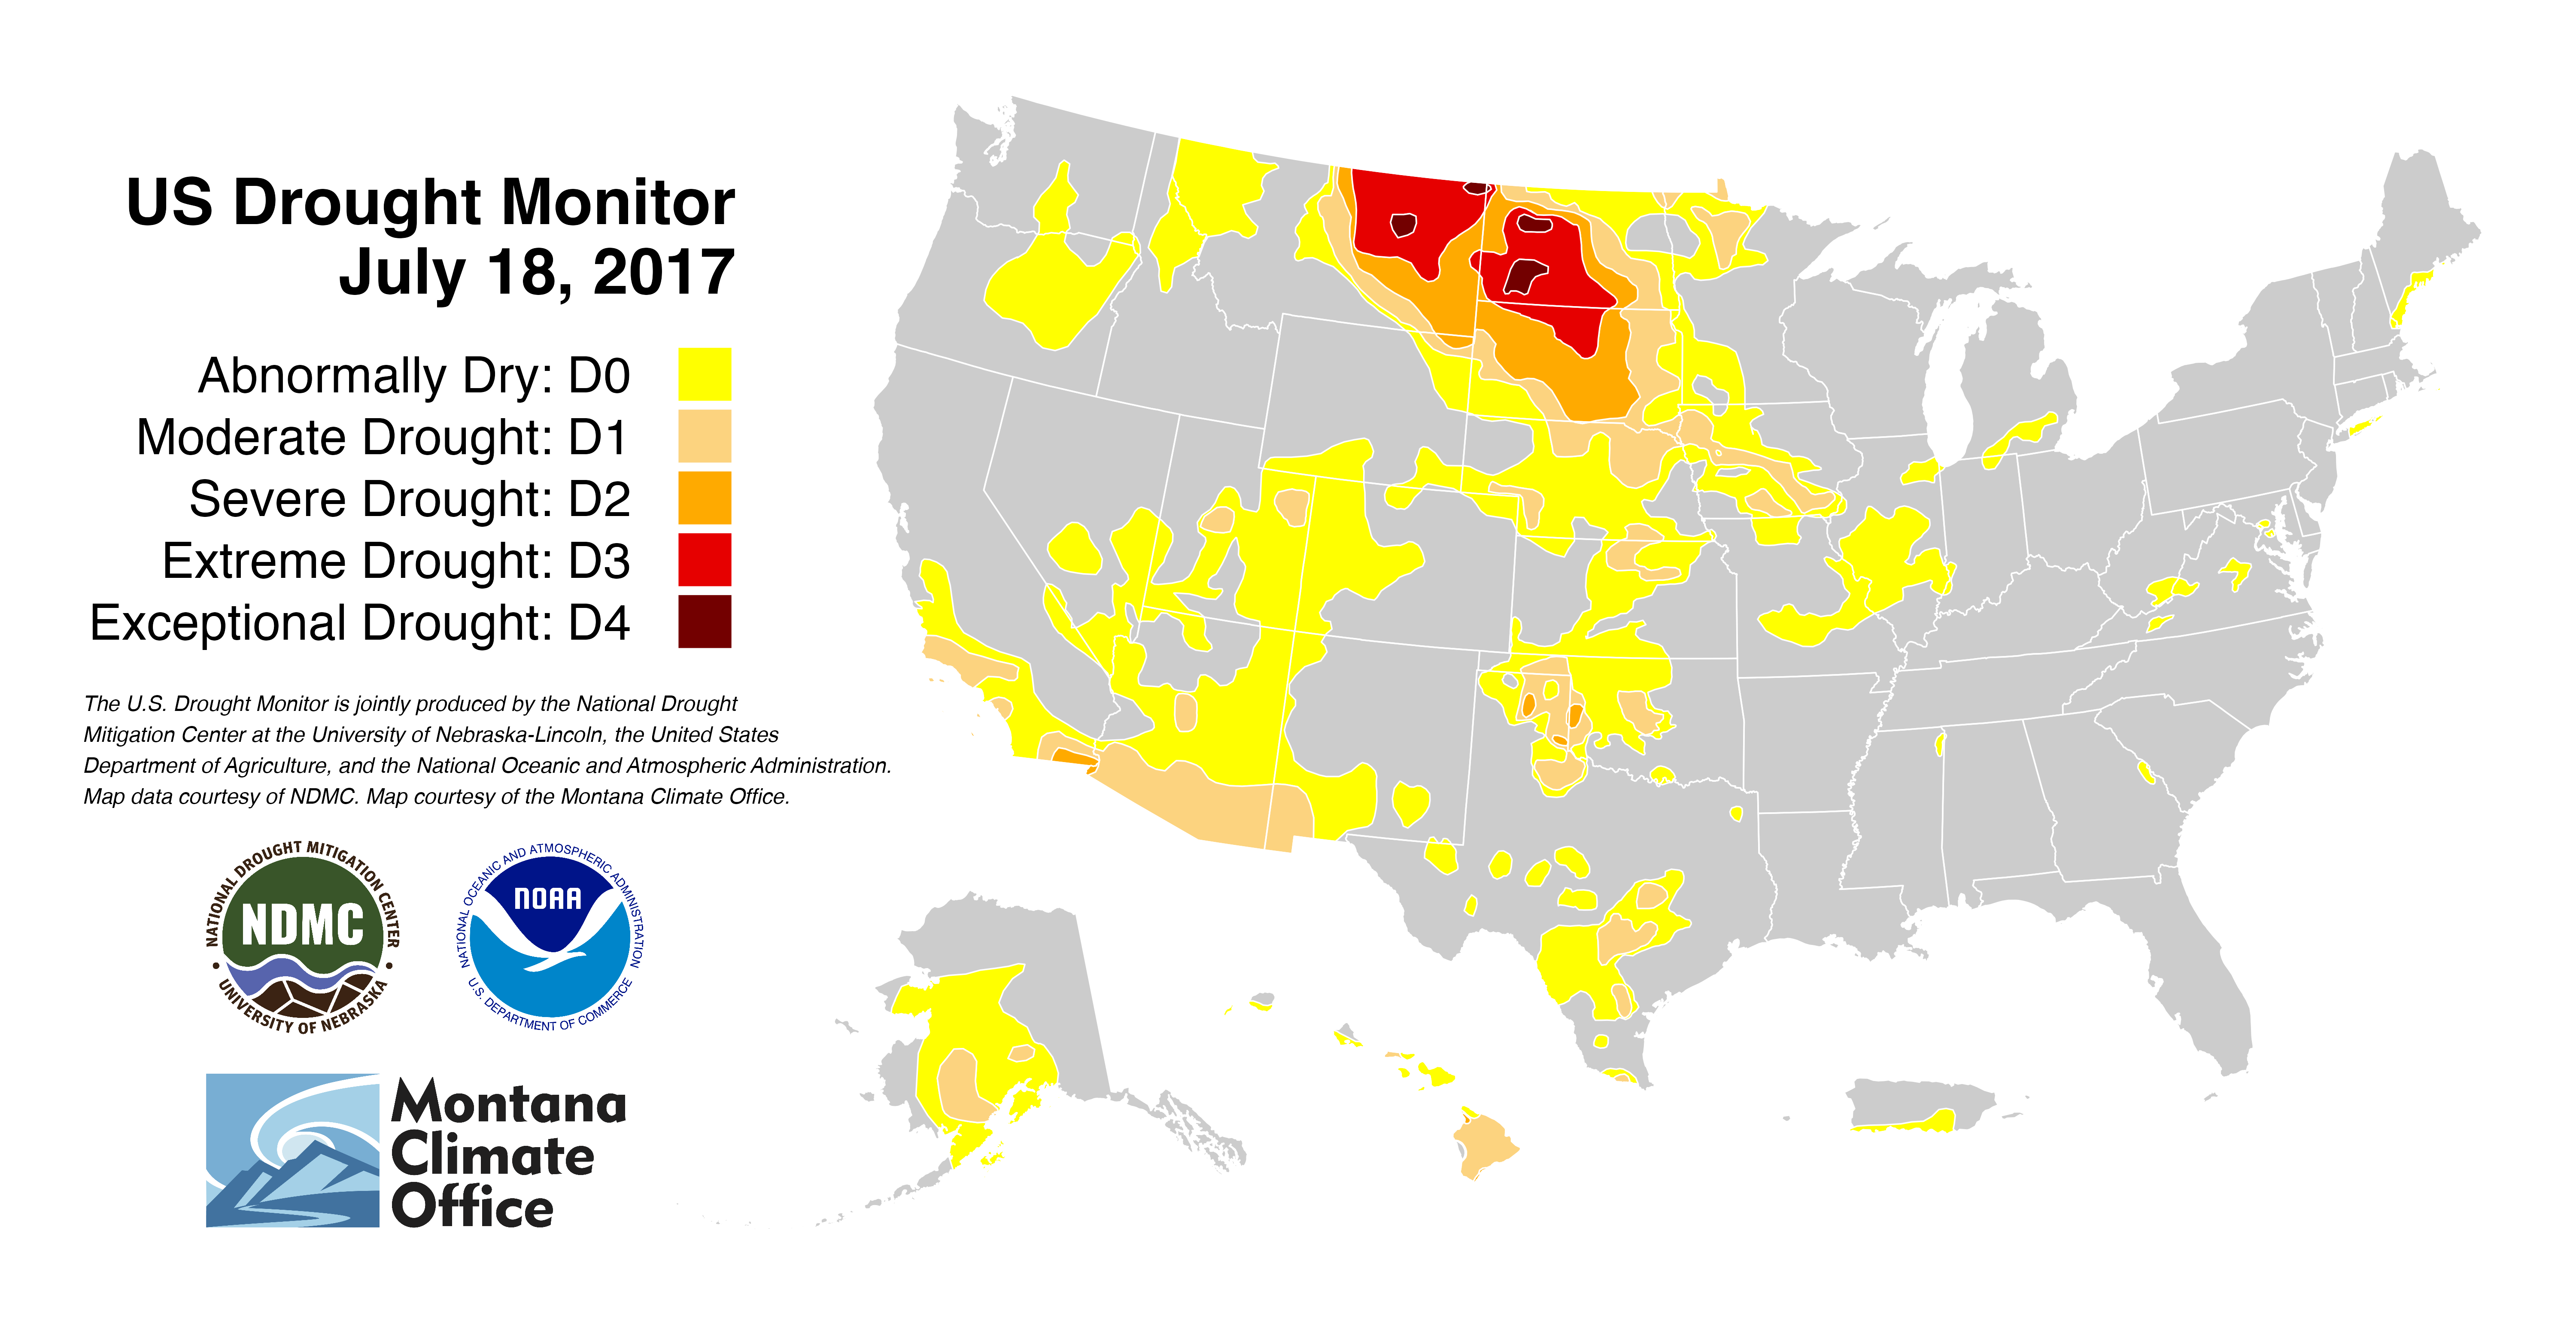 US Drought Monitor
July 18, 2017
Abnormally Dry: D0
Moderate Drought: D1
Severe Drought: D2
Extreme Drought: D3
Exceptional Drought: D4
The U.S. Drought Monitor is jointly produced by the National Drought
Mitigation Center at the University of Nebraska-Lincoln, the United States
Department of Agriculture, and the National Oceanic and Atmospheric Administration.
Map data courtesy of NDMC. Map courtesy of the Montana Climate Office.
NATIONAL DROUGHT MITIGATION CENTER
NDMC
UNIVERSITY OF NEBRASKA
NATIONAL OCEANIC AND ATMOSPHERIC ADMINISTRATION
NOAA
U.S. DEPARTMENT OF COMMERCE
Montana
Climate
Office